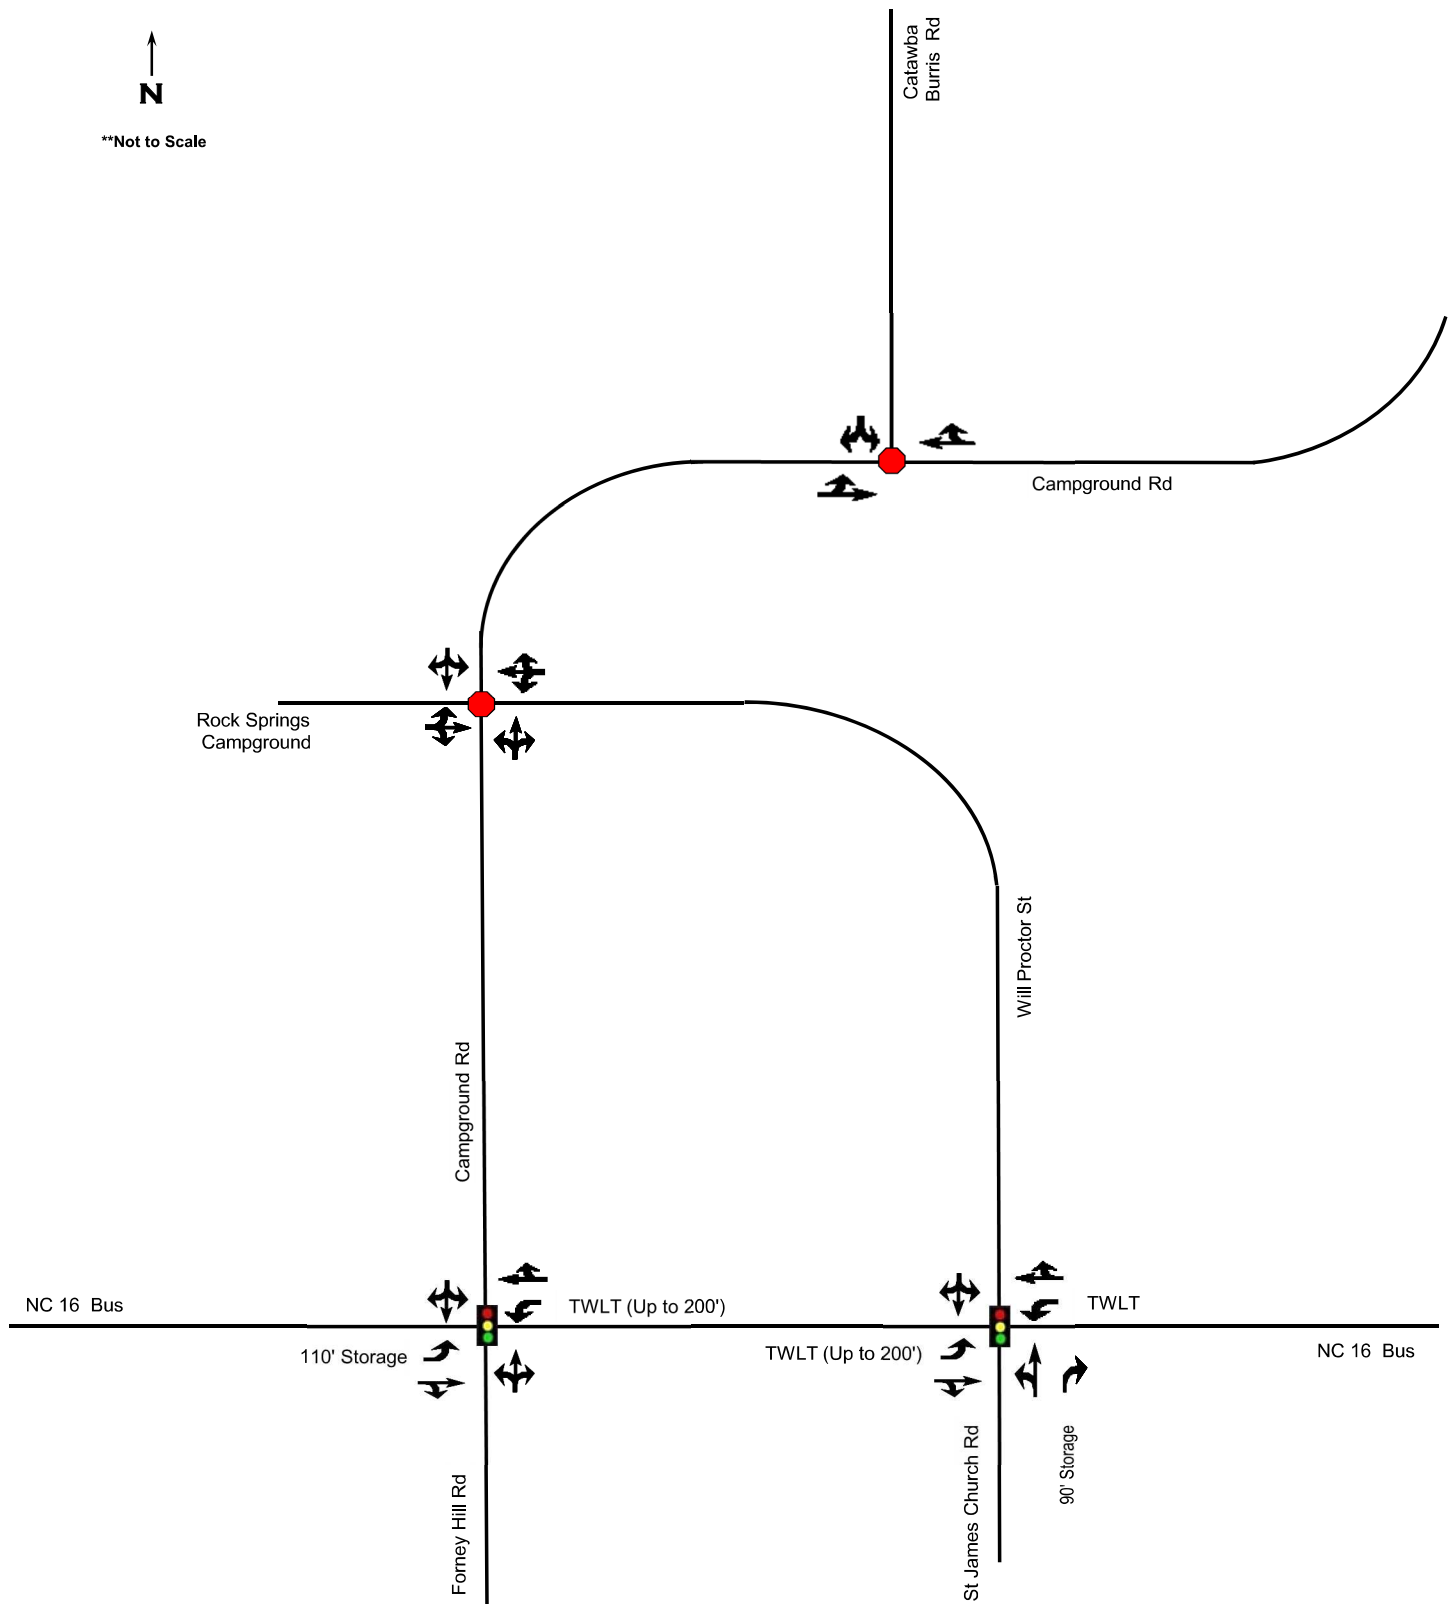 Catawba
Burris Rd
N
**Not to Scale
Campground Rd
Rock Springs
Campground
Will Proctor St
Campground Rd
NC 16 Bus
TWLT (Up to 200')
TWLT
110' Storage
TWLT (Up to 200')
NC 16 Bus
Forney Hill Rd
St James Church Rd
90' Storage